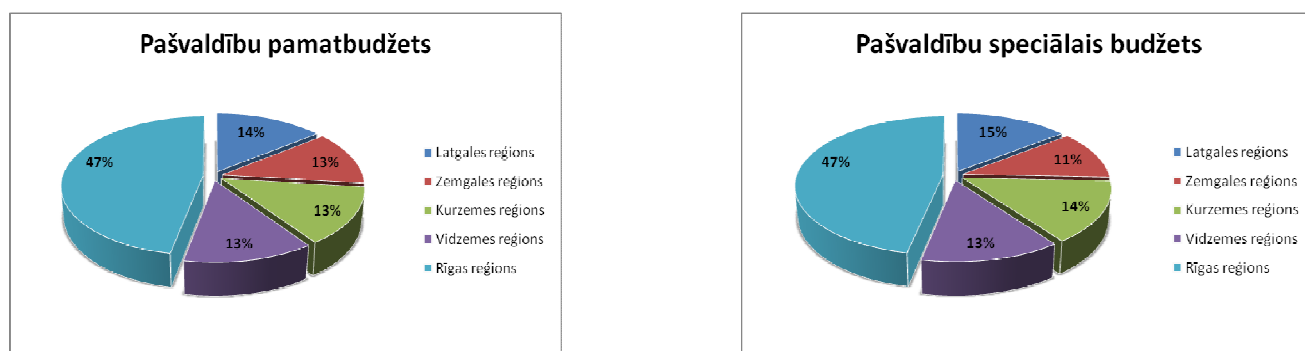 Pašvaldību pamatbudžets
14%
13%
13%
13%
47%
Latgales reģions
Zemgales reģions
Kurzemes reģions
Vidzemes reģions
Rīgas reģions
Pašvaldību speciālais budžets
15%
11%
14%
13%
47%
Latgales reģions
Zemgales reģions
Kurzemes reģions
Vidzemes reģions
Rīgas reģions